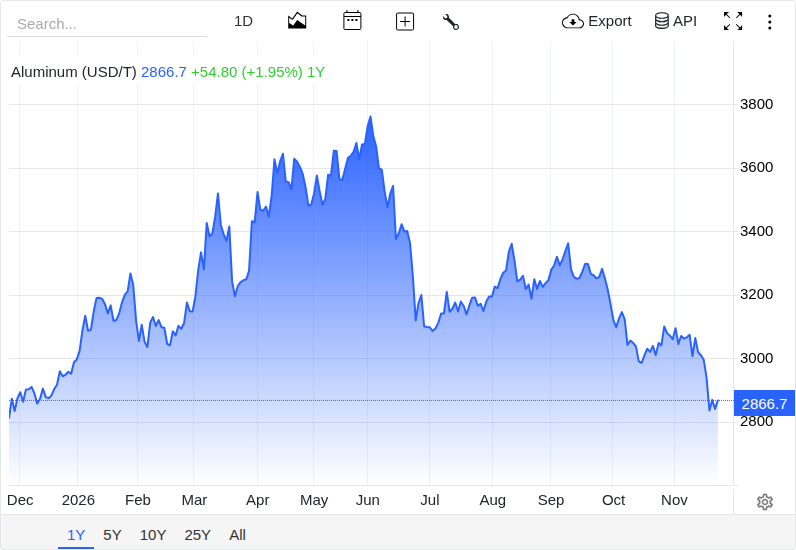 Search... 1D Export API
Aluminum (USD/T) 2866.7 +54.80 (+1.95%) 1Y
3800
3600
3400
3200
3000
2866.7
2800
Dec 2026 Feb Mar Apr May Jun Jul Aug Sep Oct Nov
1Y 5Y 10Y 25Y All